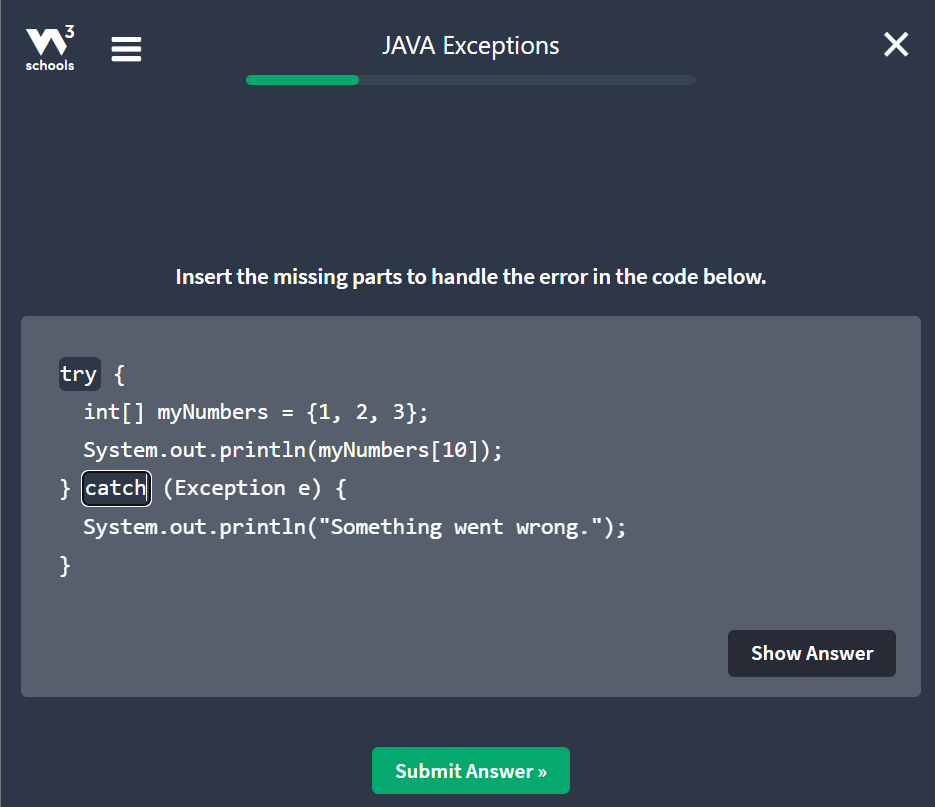 W3
schools
JAVA Exceptions
Insert the missing parts to handle the error in the code below.
try {
  int[] myNumbers = {1, 2, 3};
  System.out.println(myNumbers[10]);
} catch (Exception e) {
  System.out.println("Something went wrong.");
}
Show Answer
Submit Answer »